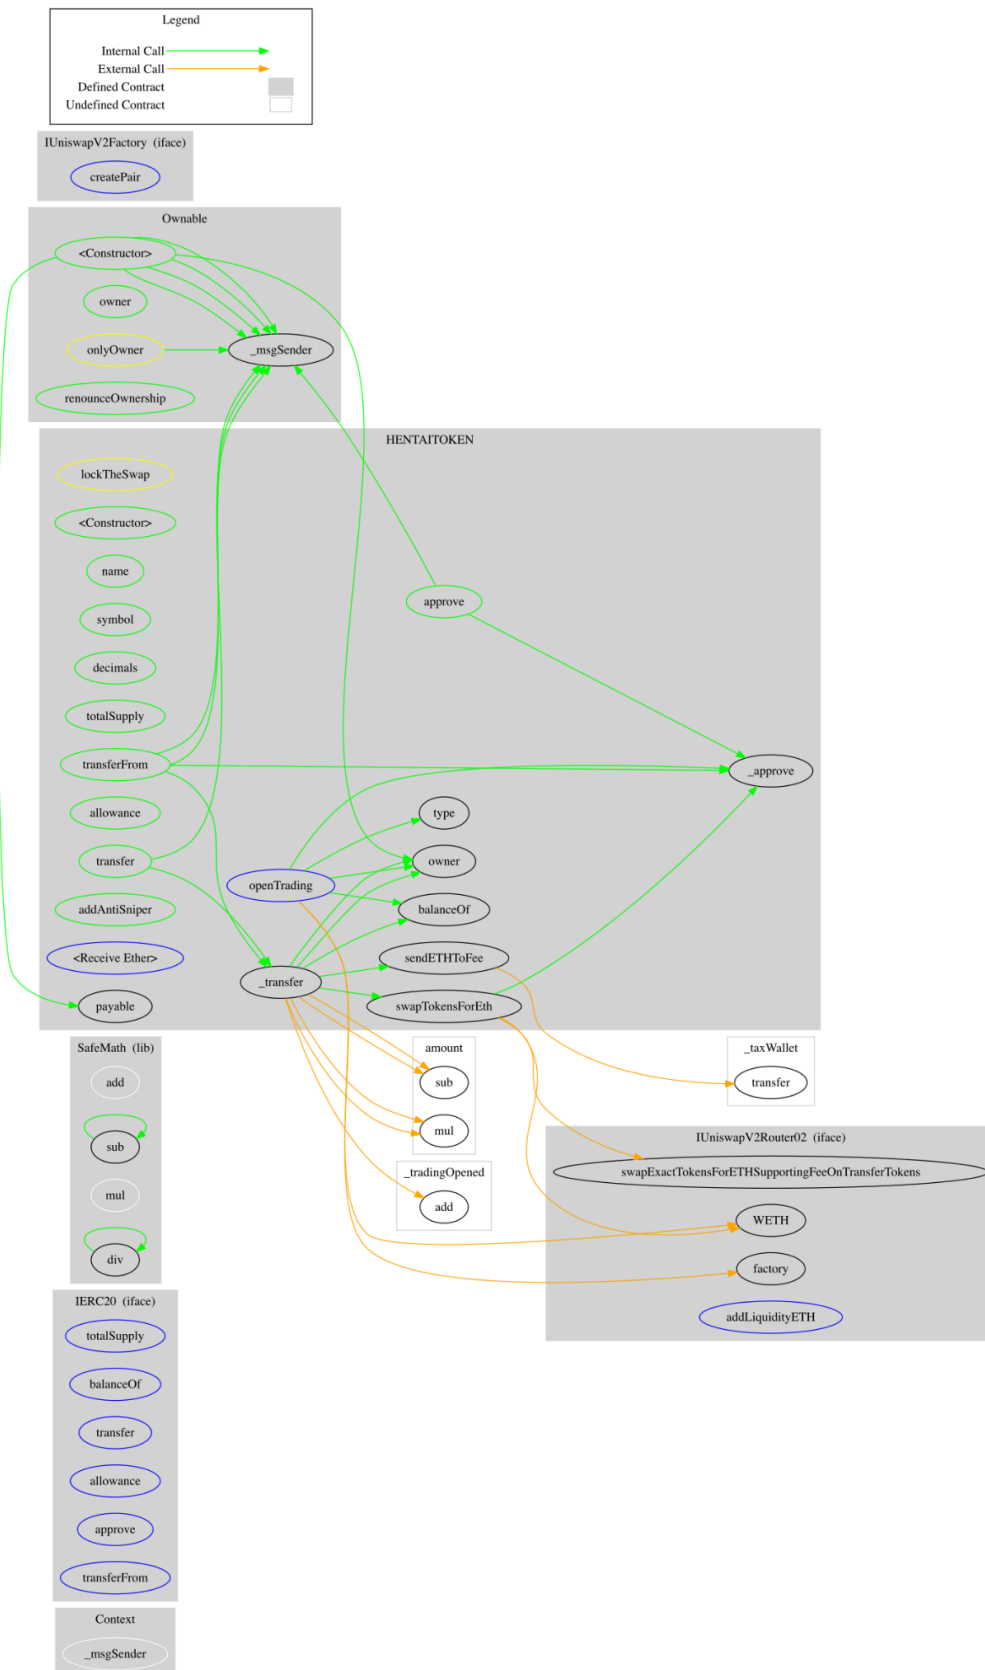 Legend
Internal Call
External Call
Defined Contract
Undefined Contract
IUniswapV2Factory (iface)
createPair
Ownable
<Constructor>
owner
onlyOwner
_msgSender
renounceOwnership
HENTAITOKEN
lockTheSwap
<Constructor>
name
approve
symbol
decimals
totalSupply
transferFrom
_approve
allowance
type
transfer
owner
openTrading
addAntiSniper
balanceOf
<Receive Ether>
sendETHToFee
_transfer
payable
swapTokensForEth
SafeMath (lib)
add
sub
mul
div
amount
sub
mul
_tradingOpened
add
_taxWallet
transfer
IUniswapV2Router02 (iface)
swapExactTokensForETHSupportingFeeOnTransferTokens
WETH
factory
addLiquidityETH
IERC20 (iface)
totalSupply
balanceOf
transfer
allowance
approve
transferFrom
Context
_msgSender